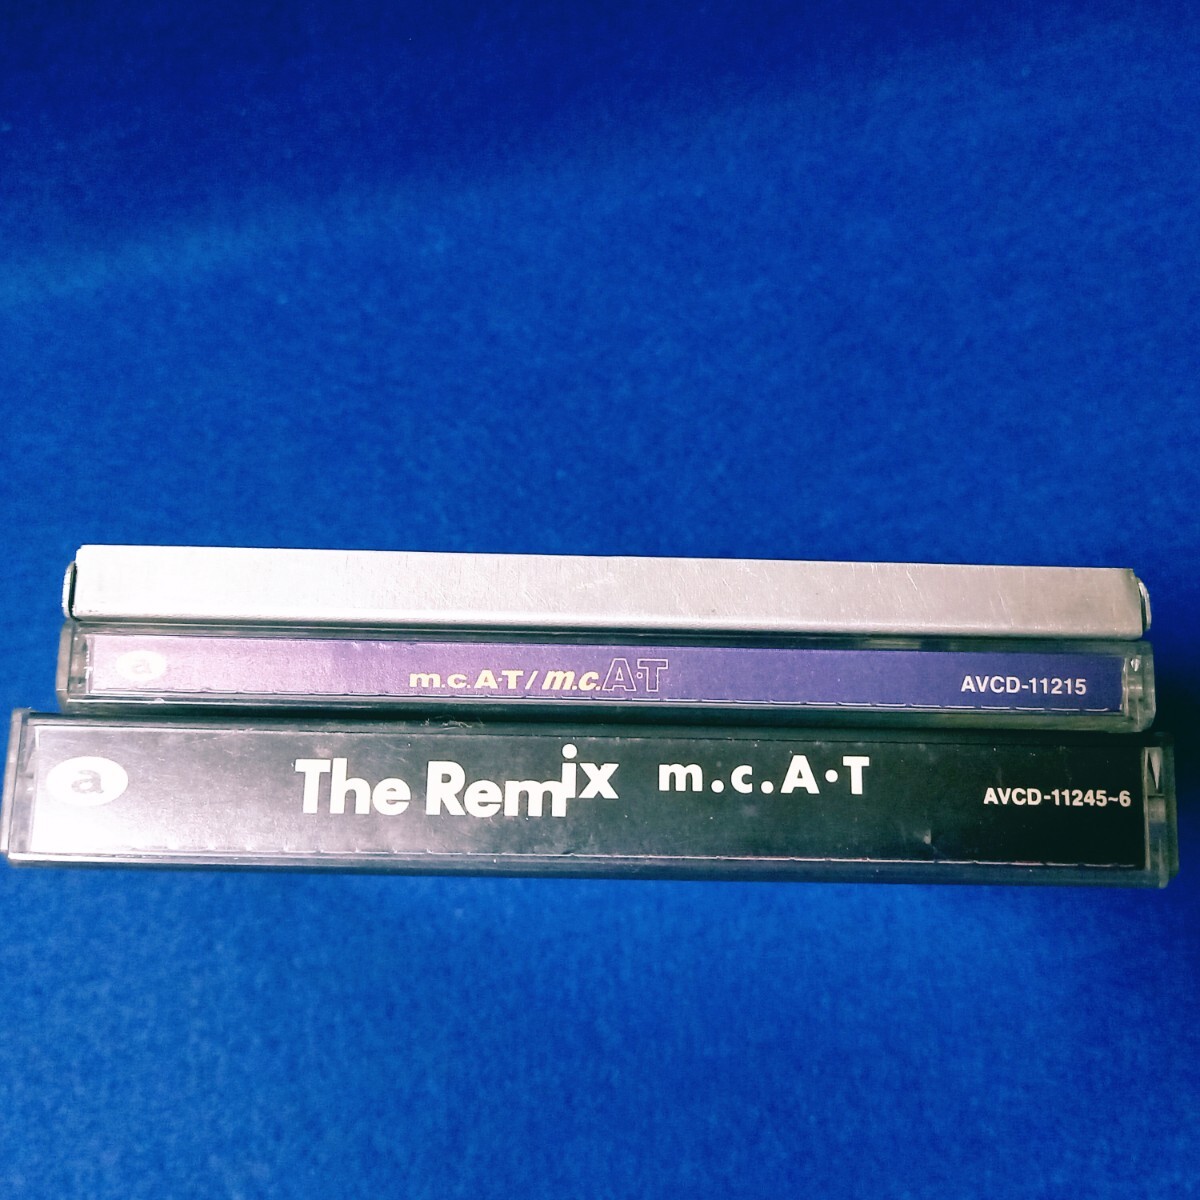 a m.c.A·T / m.c.A·T AVCD-11215
a The Remix m.c.A·T AVCD-11245~6